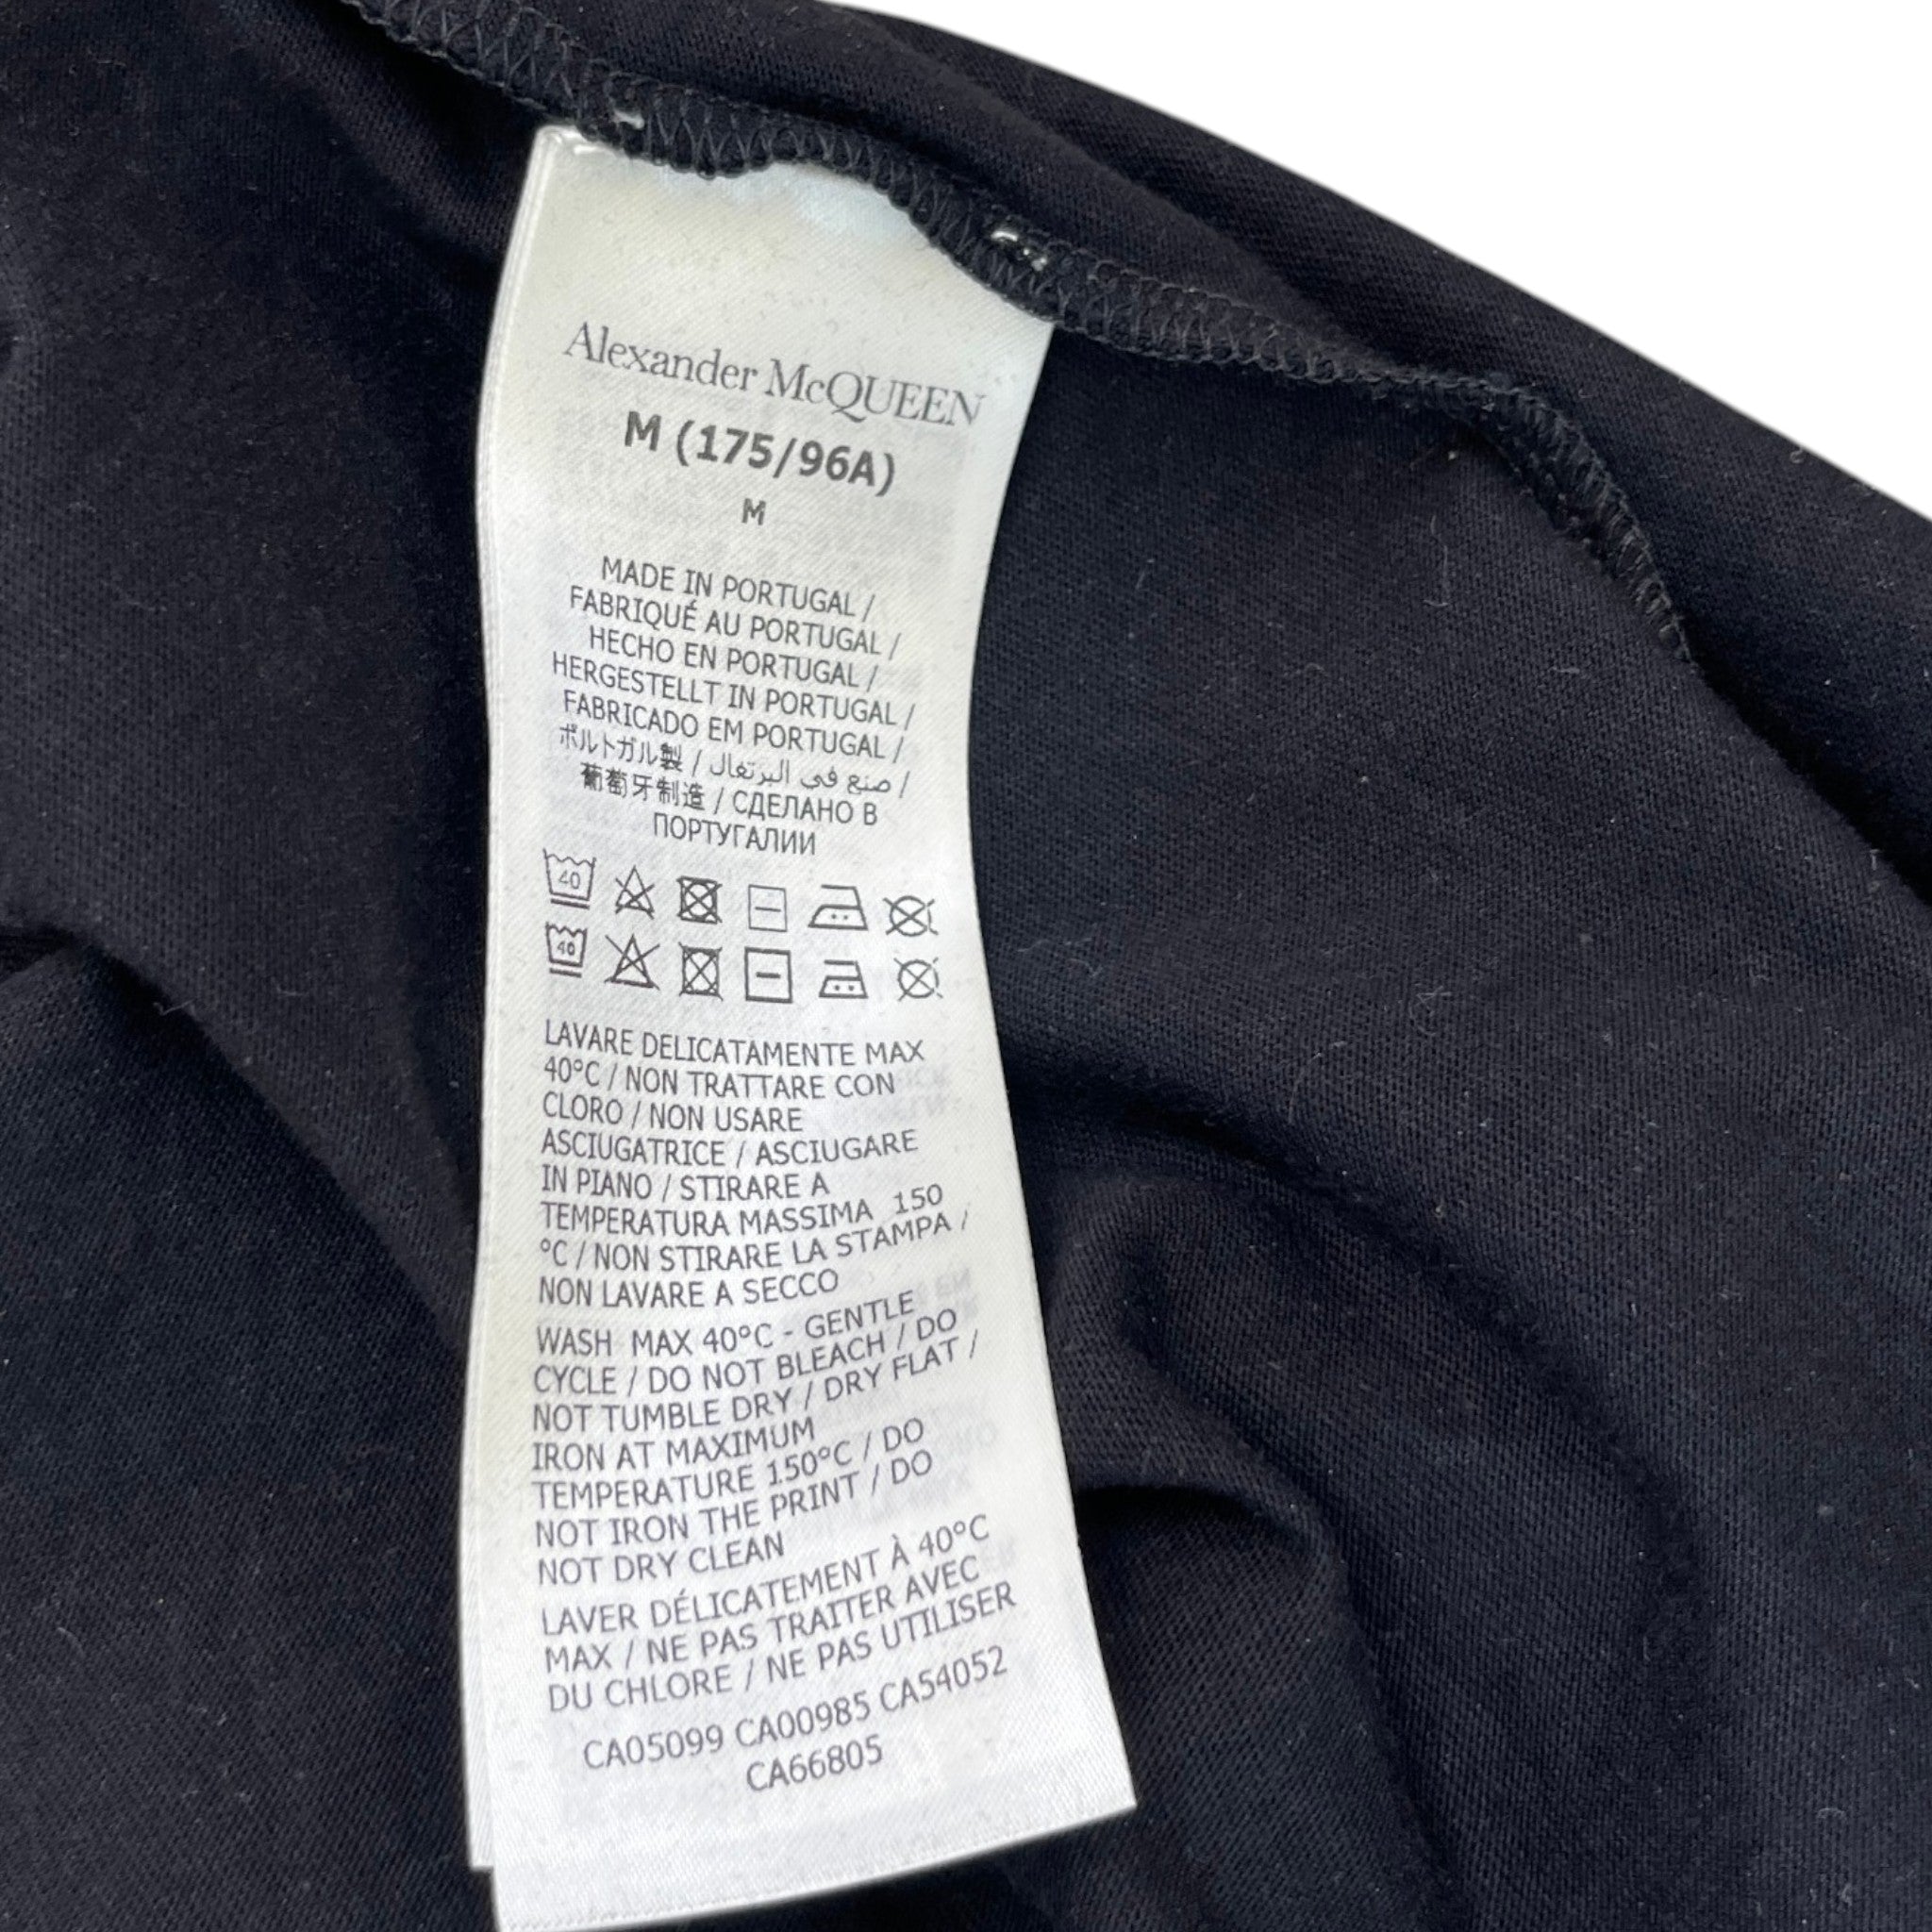 Alexander McQUEEN
M (175/96A)
M
MADE IN PORTUGAL /
FABRIQUÉ AU PORTUGAL /
HECHO EN PORTUGAL /
HERGESTELLT IN PORTUGAL /
FABRICADO EM PORTUGAL /
ポルトガル製 / صنع في البرتغال /
葡萄牙制造 / СДЕЛАНО В
ПОРТУГАЛИИ
40
40
LAVARE DELICATAMENTE MAX
40°C / NON TRATTARE CON
CLORO / NON USARE
ASCIUGATRICE / ASCIUGARE
IN PIANO / STIRARE A
TEMPERATURA MASSIMA 150
°C / NON STIRARE LA STAMPA /
NON LAVARE A SECCO
WASH MAX 40°C - GENTLE
CYCLE / DO NOT BLEACH / DO
NOT TUMBLE DRY / DRY FLAT /
IRON AT MAXIMUM
TEMPERATURE 150°C / DO
NOT IRON THE PRINT / DO
NOT DRY CLEAN
LAVER DÉLICATEMENT À 40°C
MAX / NE PAS TRAITER AVEC
DU CHLORE / NE PAS UTILISER
CA05099 CA00985 CA54052
CA66805